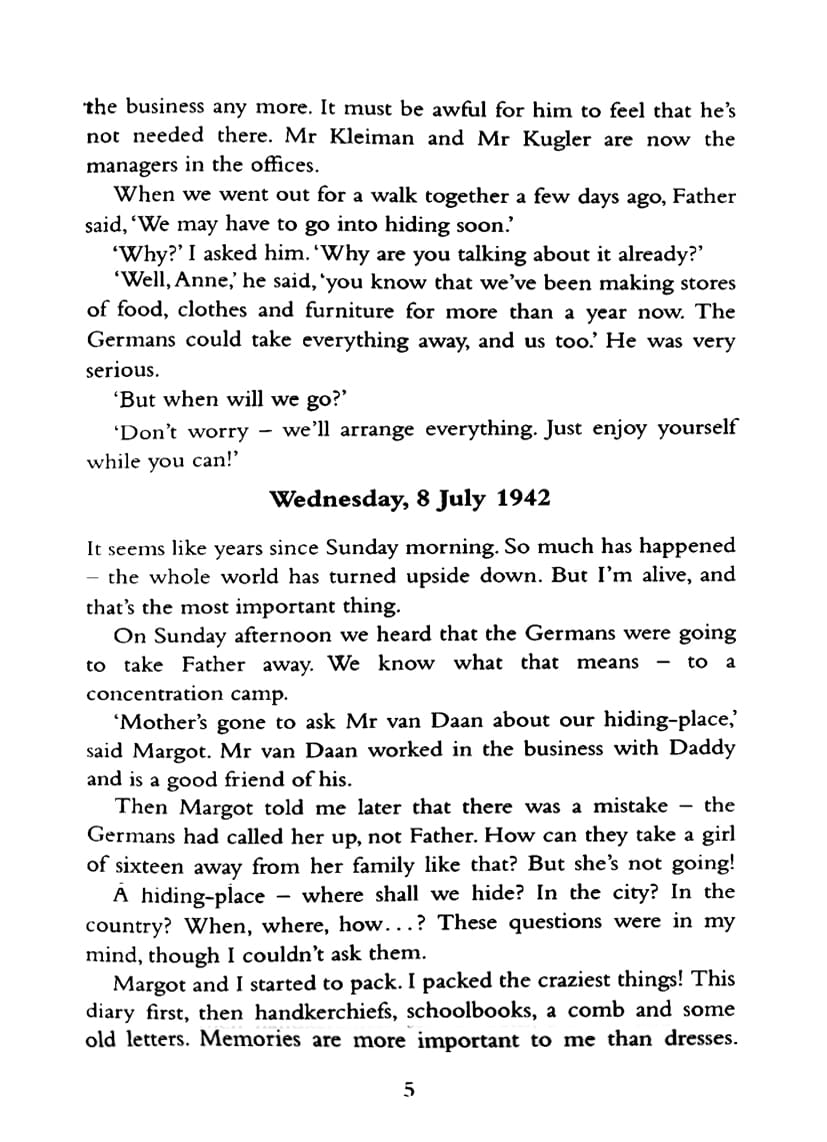 the business any more. It must be awful for him to feel that he's
not needed there. Mr Kleiman and Mr Kugler are now the
managers in the offices.
When we went out for a walk together a few days ago, Father
said, ‘We may have to go into hiding soon.’
‘Why?’ I asked him. ‘Why are you talking about it already?’
‘Well, Anne,’ he said, ‘you know that we've been making stores
of food, clothes and furniture for more than a year now. The
Germans could take everything away, and us too.’ He was very
serious.
‘But when will we go?’
‘Don't worry – we'll arrange everything. Just enjoy yourself
while you can!’
Wednesday, 8 July 1942
It seems like years since Sunday morning. So much has happened
– the whole world has turned upside down. But I'm alive, and
that's the most important thing.
On Sunday afternoon we heard that the Germans were going
to take Father away. We know what that means – to a
concentration camp.
‘Mother's gone to ask Mr van Daan about our hiding-place,’
said Margot. Mr van Daan worked in the business with Daddy
and is a good friend of his.
Then Margot told me later that there was a mistake – the
Germans had called her up, not Father. How can they take a girl
of sixteen away from her family like that? But she's not going!
A hiding-place – where shall we hide? In the city? In the
country? When, where, how...? These questions were in my
mind, though I couldn't ask them.
Margot and I started to pack. I packed the craziest things! This
diary first, then handkerchiefs, schoolbooks, a comb and some
old letters. Memories are more important to me than dresses.
5